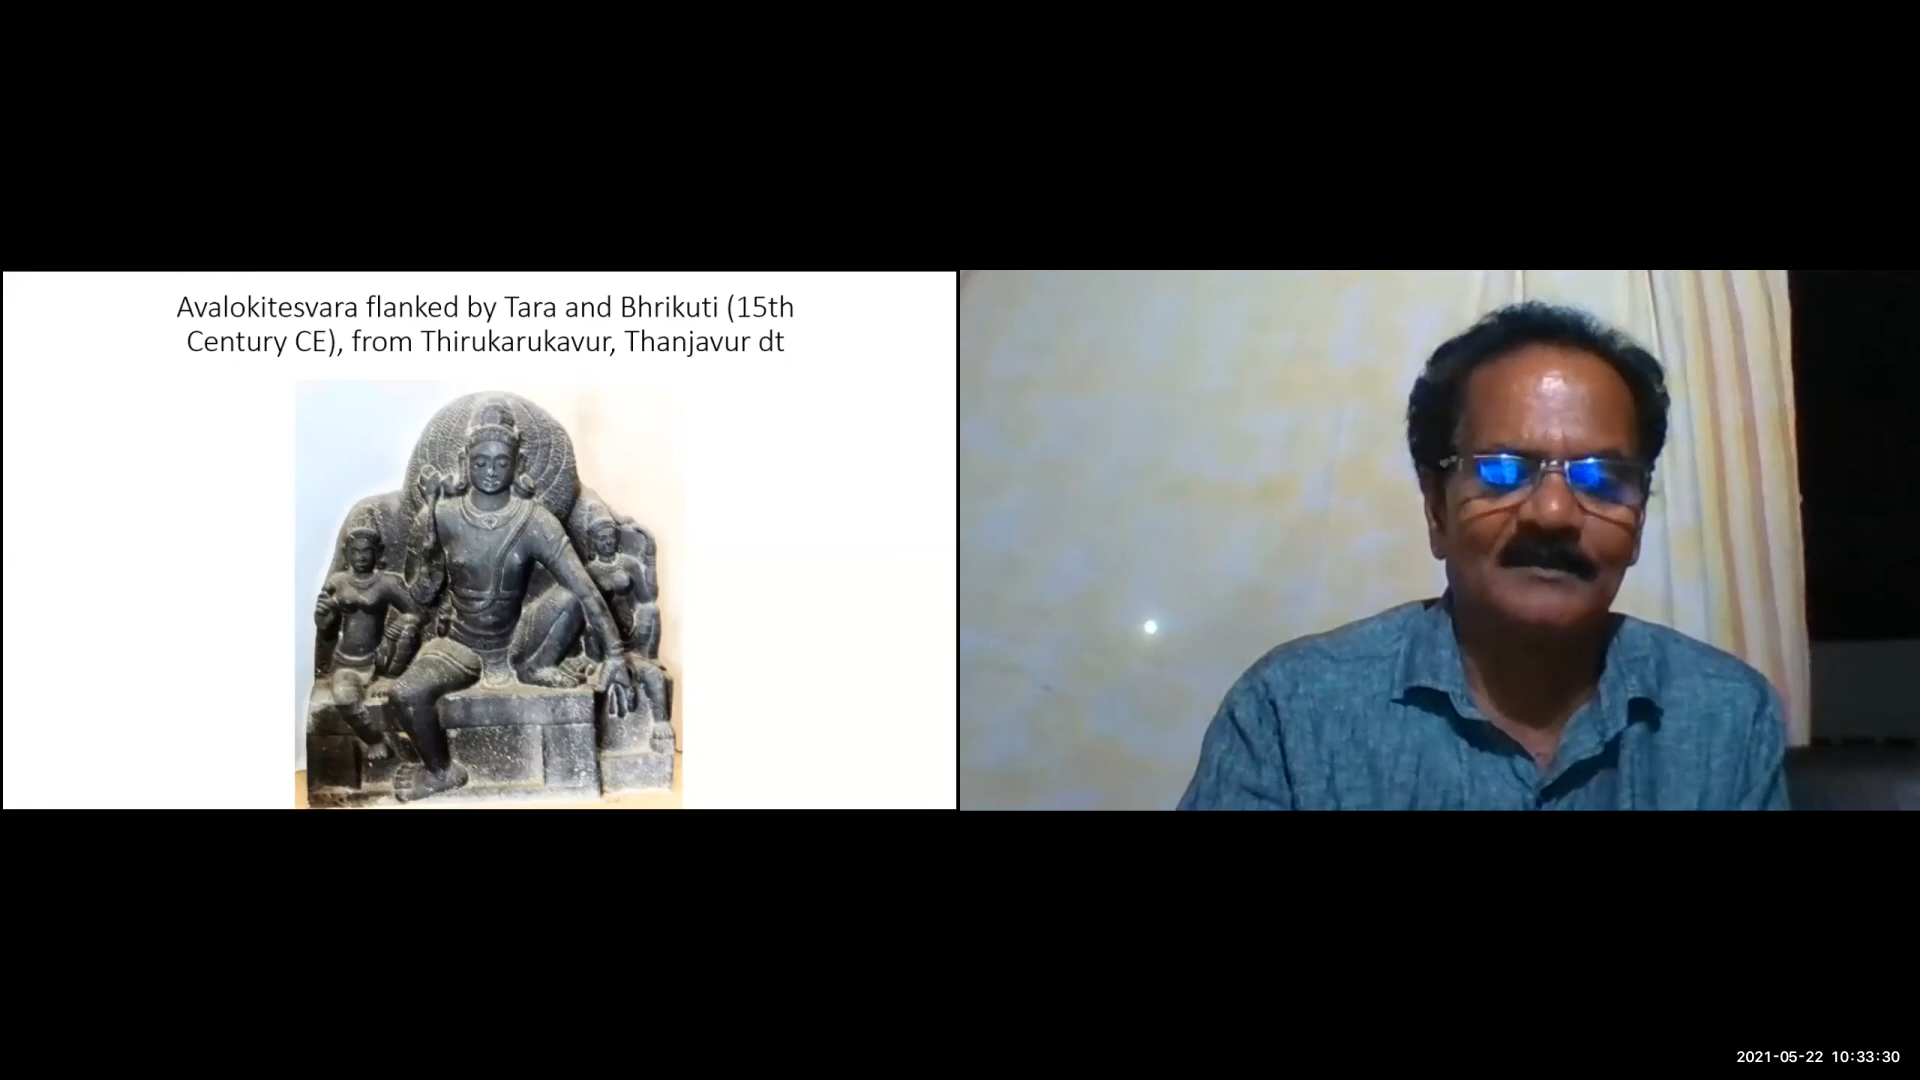 Avalokitesvara flanked by Tara and Bhrikuti (15th
Century CE), from Thirukarukavur, Thanjavur dt
2021-05-22 10:33:30